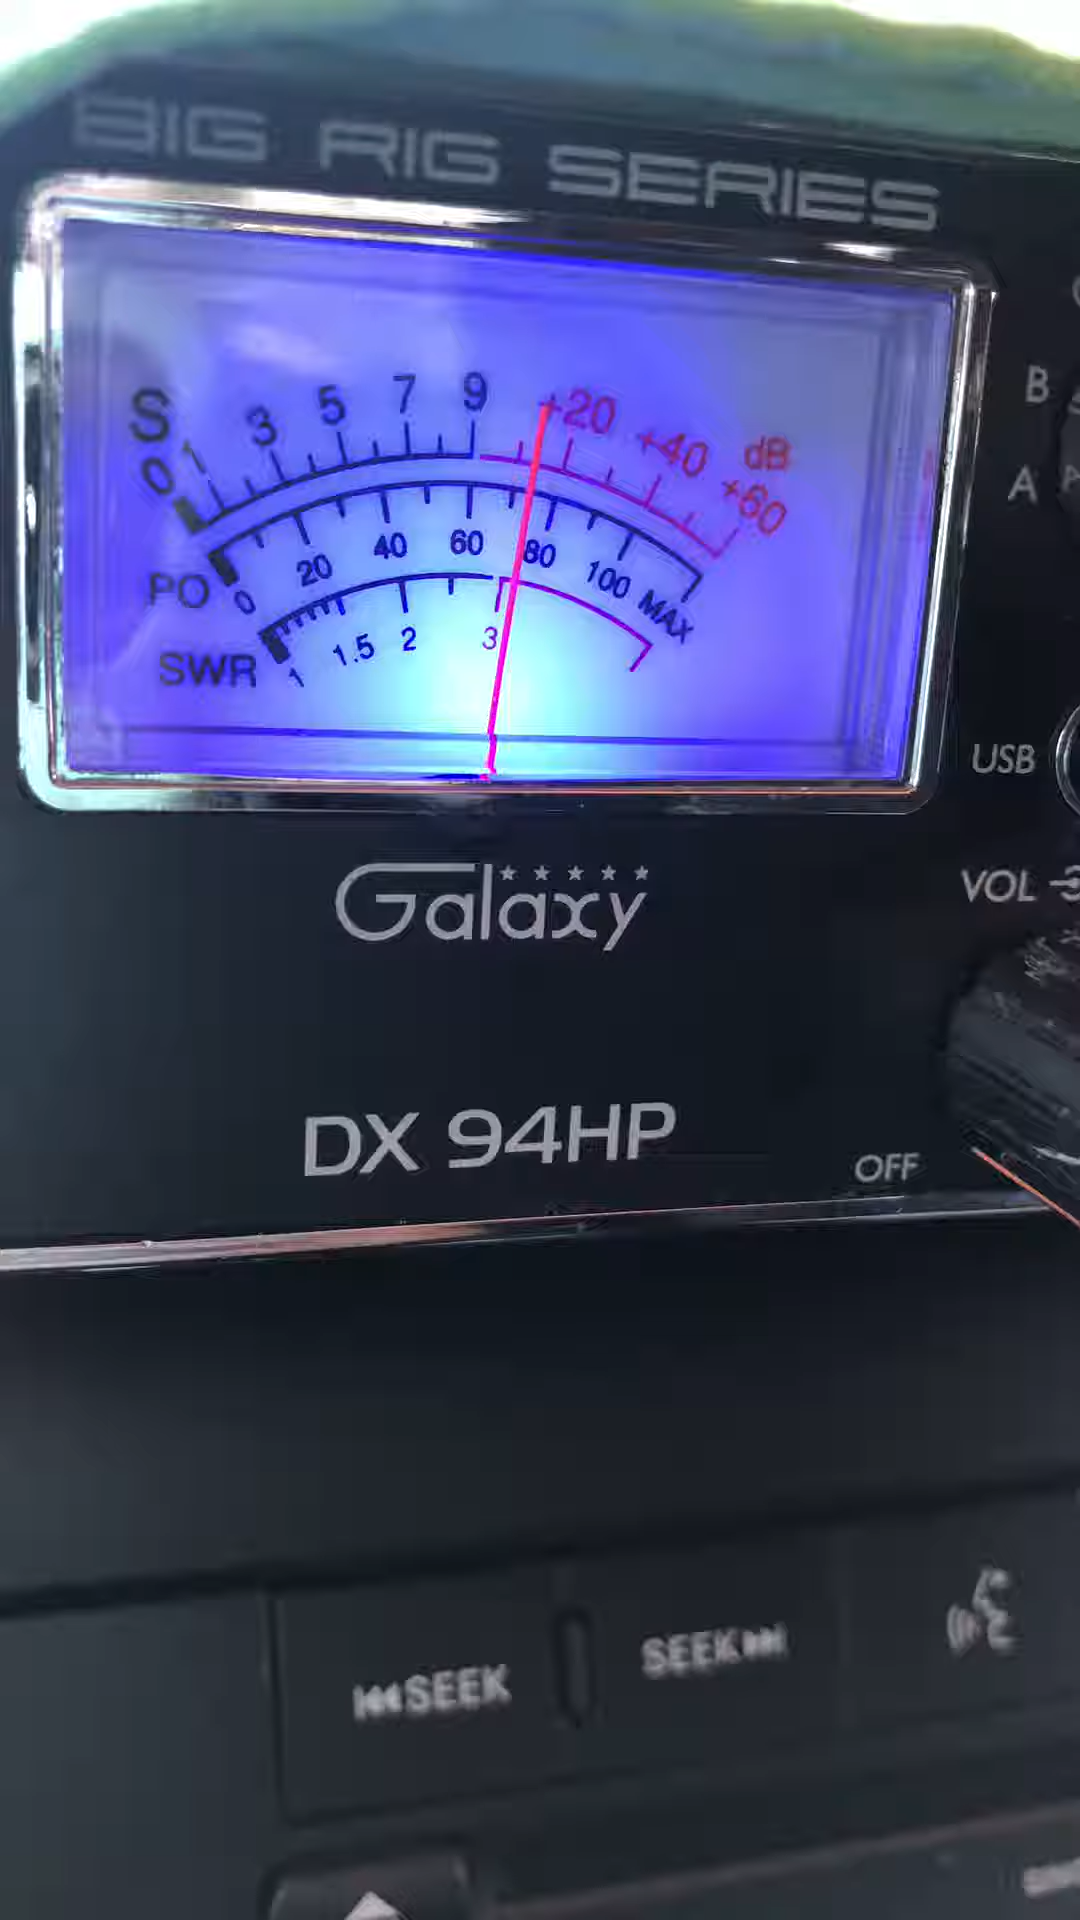 BIG RIG SERIES
S 1 3 5 7 9 +20 +40 +60 dB
0
PO 0 20 40 60 80 100 MAX
SWR 1 1.5 2 3
B
A
USB
VOL
Galaxy
DX 94HP
OFF
SEEK SEEK